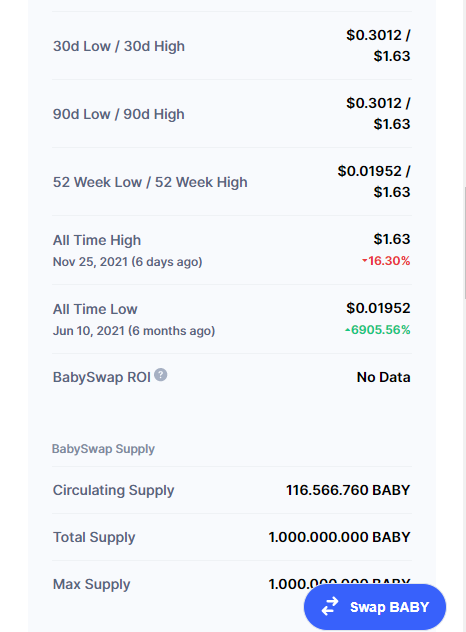 30d Low / 30d High
$0.3012 /
$1.63
90d Low / 90d High
$0.3012 /
$1.63
52 Week Low / 52 Week High
$0.01952 /
$1.63
All Time High
$1.63
Nov 25, 2021 (6 days ago)
16.30%
All Time Low
$0.01952
Jun 10, 2021 (6 months ago)
6905.56%
BabySwap ROI ?
No Data
BabySwap Supply
Circulating Supply
116.566.760 BABY
Total Supply
1.000.000.000 BABY
Max Supply
1.000.000.000 BABY
Swap BABY